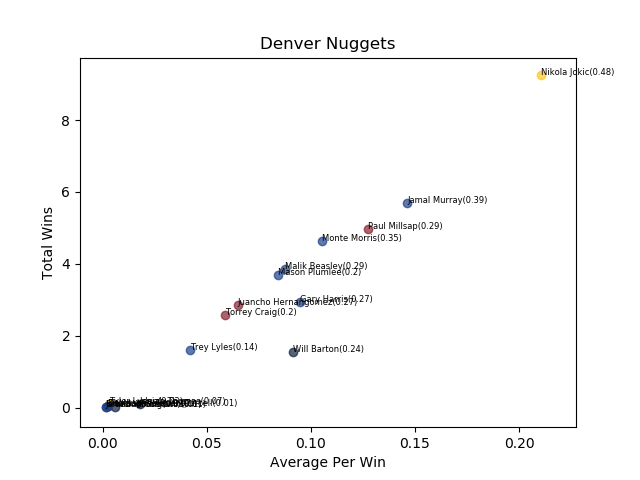 Denver Nuggets
Nikola Jokic(0.48)
Jamal Murray(0.39)
Paul Millsap(0.29)
Monte Morris(0.35)
Malik Beasley(0.29)
Mason Plumlee(0.2)
Gary Harris(0.27)
Juancho Hernangomez(0.27)
Torrey Craig(0.2)
Trey Lyles(0.14)
Will Barton(0.24)
Total Wins
8
6
4
2
0
0.00
0.05
0.10
0.15
0.20
Average Per Win